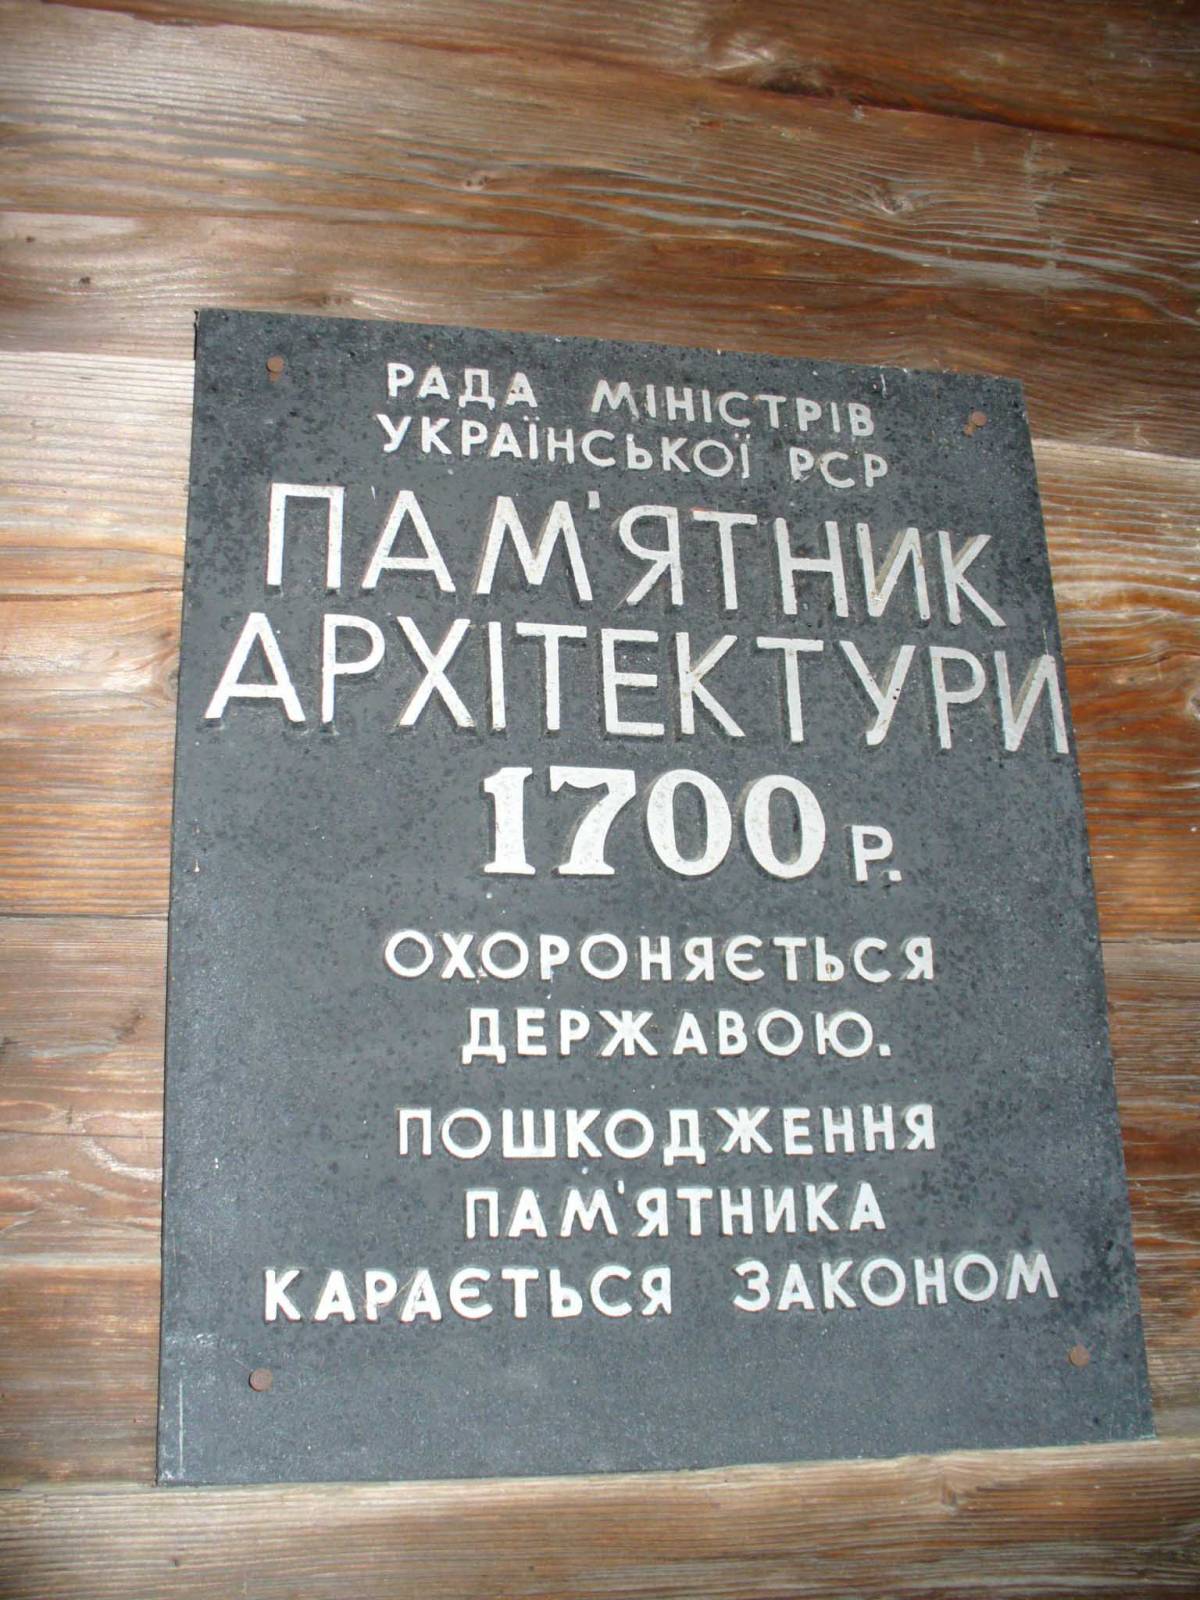 РАДА МІНІСТРІВ
УКРАЇНСЬКОЇ РСР
ПАМ'ЯТНИК
АРХІТЕКТУРИ
1700 Р.
ОХОРОНЯЄТЬСЯ
ДЕРЖАВОЮ.
ПОШКОДЖЕННЯ
ПАМ'ЯТНИКА
КАРАЄТЬСЯ ЗАКОНОМ